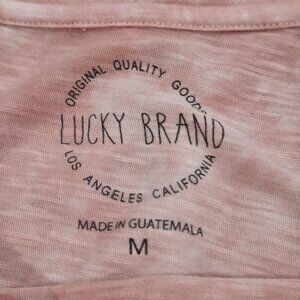 ORIGINAL QUALITY GOODS
LUCKY BRAND
LOS ANGELES CALIFORNIA
MADE IN GUATEMALA
M